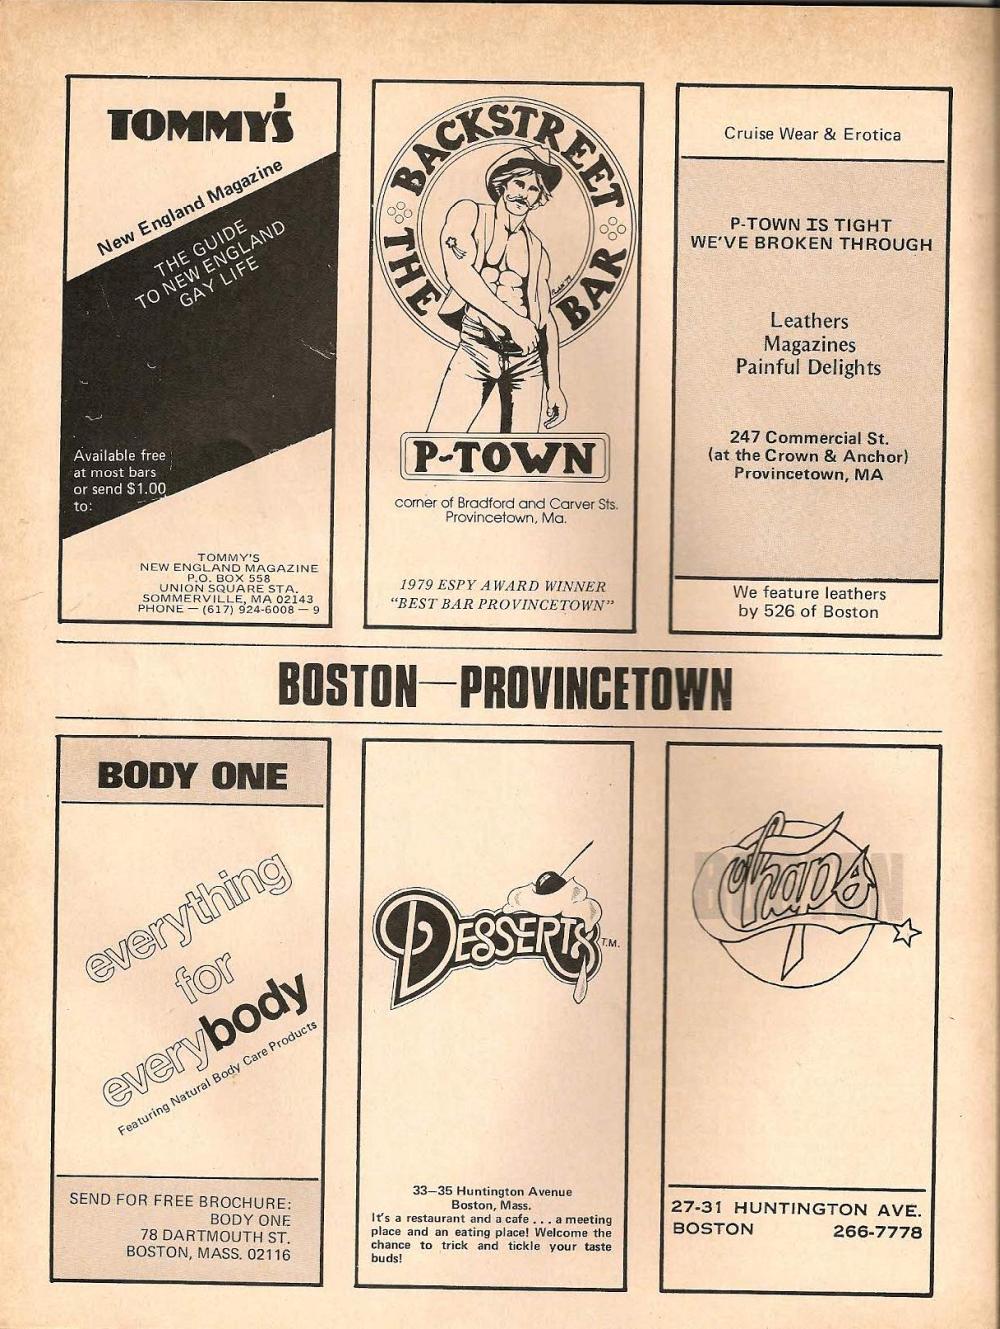 TOMMY'S
New England Magazine
THE GUIDE
TO NEW ENGLAND
GAY LIFE
Available free
at most bars
or send $1.00
to:
TOMMY'S
NEW ENGLAND MAGAZINE
P.O. BOX 558
UNION SQUARE STA.
SOMMERVILLE, MA 02143
PHONE — (617) 924-6008 — 9
THE BACKSTREET BAR
P-TOWN
corner of Bradford and Carver Sts.
Provincetown, Ma.
1979 ESPY AWARD WINNER
"BEST BAR PROVINCETOWN"
Cruise Wear & Erotica
P-TOWN IS TIGHT
WE'VE BROKEN THROUGH
Leathers
Magazines
Painful Delights
247 Commercial St.
(at the Crown & Anchor)
Provincetown, MA
We feature leathers
by 526 of Boston
BOSTON—PROVINCETOWN
BODY ONE
everything
for
everybody
Featuring Natural Body Care Products
SEND FOR FREE BROCHURE:
BODY ONE
78 DARTMOUTH ST.
BOSTON, MASS. 02116
DESSERTS T.M.
33—35 Huntington Avenue
Boston, Mass.
It's a restaurant and a cafe . . . a meeting
place and an eating place! Welcome the
chance to trick and tickle your taste
buds!
BOSTON
Chaps
27-31 HUNTINGTON AVE.
BOSTON 266-7778